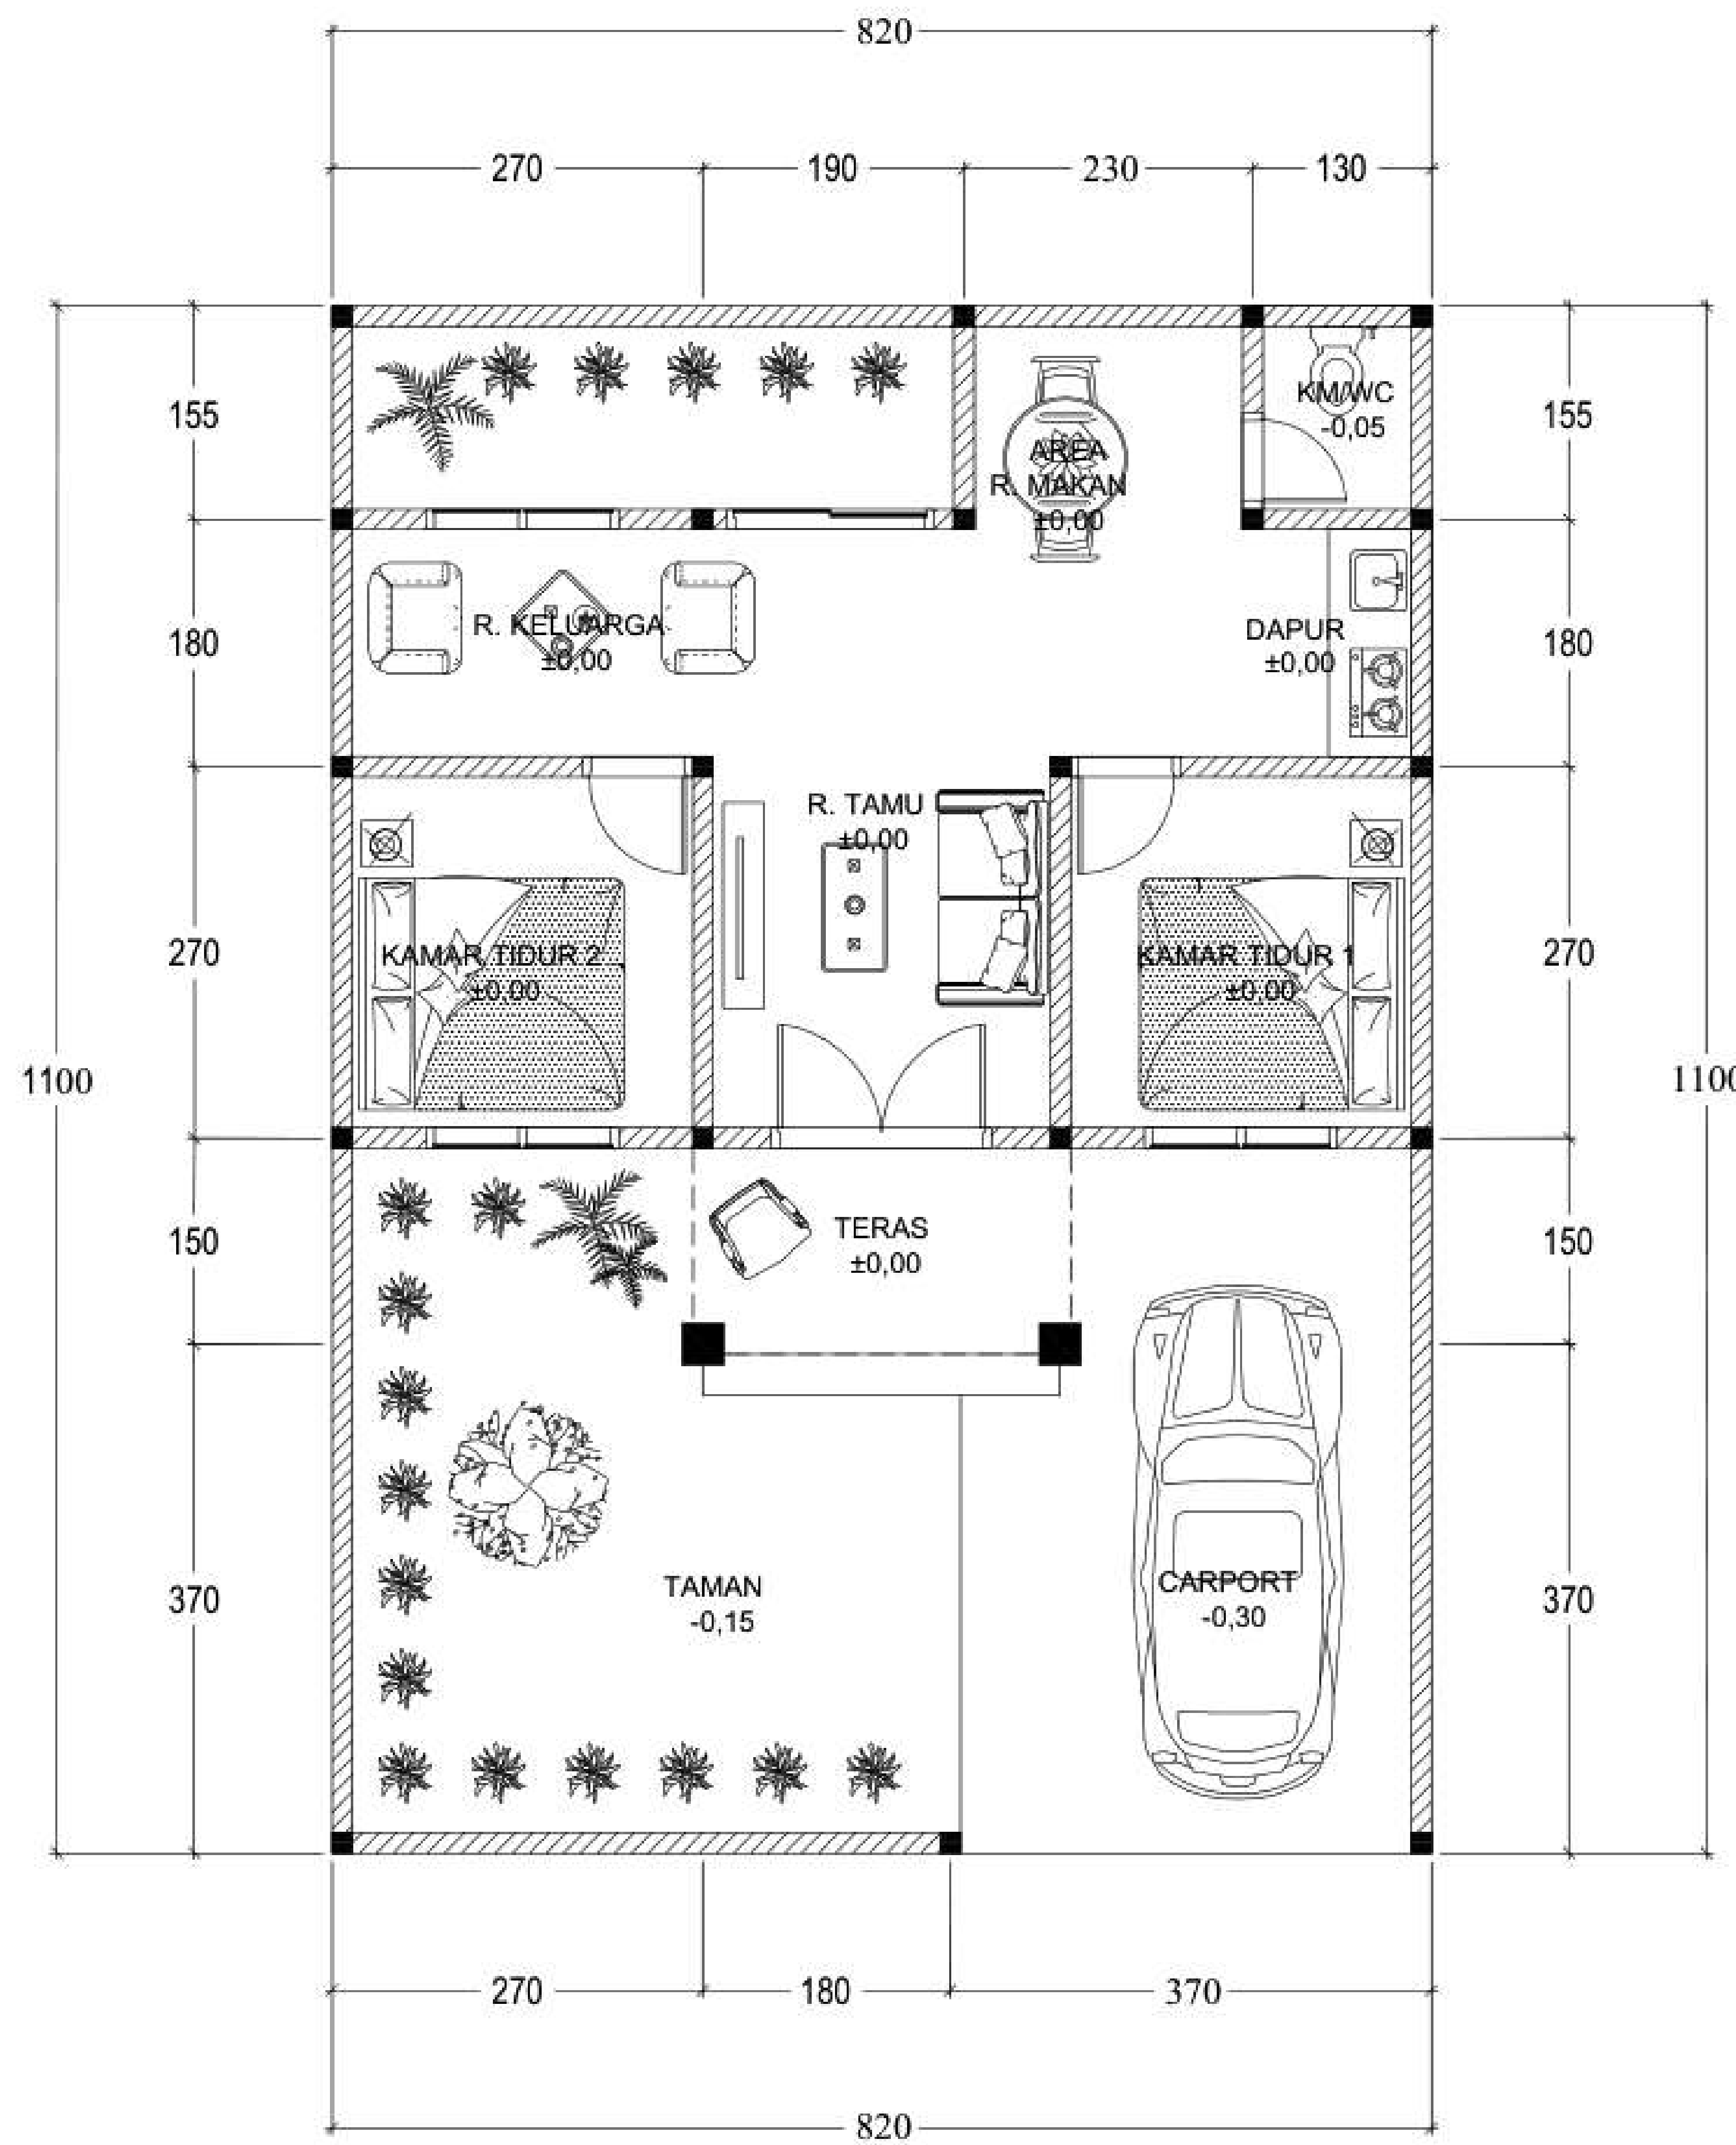 820
270
190
230
130
155
155
KM/WC
-0,05
AREA
R. MAKAN
±0,00
180
R. KELUARGA
±0,00
DAPUR
±0,00
180
R. TAMU
±0,00
270
KAMAR TIDUR 2
±0,00
KAMAR TIDUR 1
±0,00
270
1100
1100
150
TERAS
±0,00
150
370
TAMAN
-0,15
CARPORT
-0,30
370
270
180
370
820